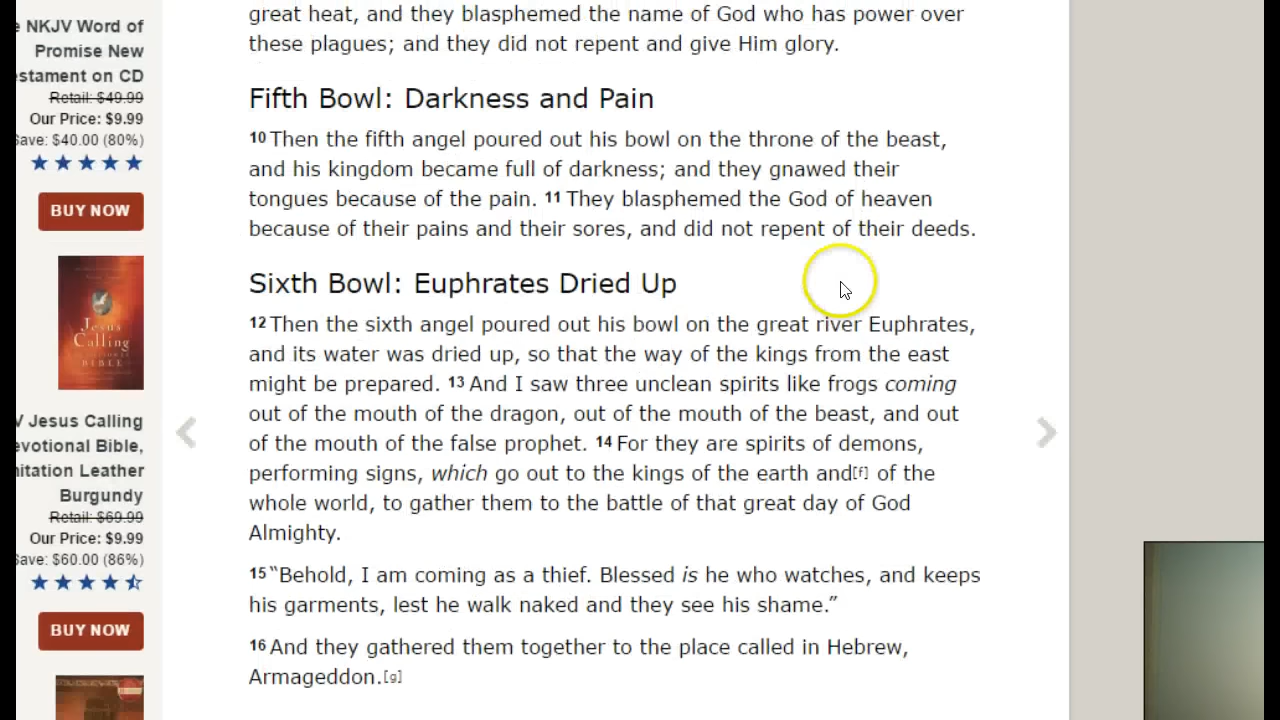 e NKJV Word of
Promise New
estament on CD
Retail: $49.99
Our Price: $9.99
Save: $40.00 (80%)
BUY NOW
Jesus
Calling
BIBLE
V Jesus Calling
evotional Bible,
mitation Leather
Burgundy
Retail: $69.99
Our Price: $9.99
Save: $60.00 (86%)
BUY NOW
great heat, and they blasphemed the name of God who has power over
these plagues; and they did not repent and give Him glory.
Fifth Bowl: Darkness and Pain
10 Then the fifth angel poured out his bowl on the throne of the beast,
and his kingdom became full of darkness; and they gnawed their
tongues because of the pain. 11 They blasphemed the God of heaven
because of their pains and their sores, and did not repent of their deeds.
Sixth Bowl: Euphrates Dried Up
12 Then the sixth angel poured out his bowl on the great river Euphrates,
and its water was dried up, so that the way of the kings from the east
might be prepared. 13 And I saw three unclean spirits like frogs coming
out of the mouth of the dragon, out of the mouth of the beast, and out
of the mouth of the false prophet. 14 For they are spirits of demons,
performing signs, which go out to the kings of the earth and[f] of the
whole world, to gather them to the battle of that great day of God
Almighty.
15 “Behold, I am coming as a thief. Blessed is he who watches, and keeps
his garments, lest he walk naked and they see his shame.”
16 And they gathered them together to the place called in Hebrew,
Armageddon.[g]